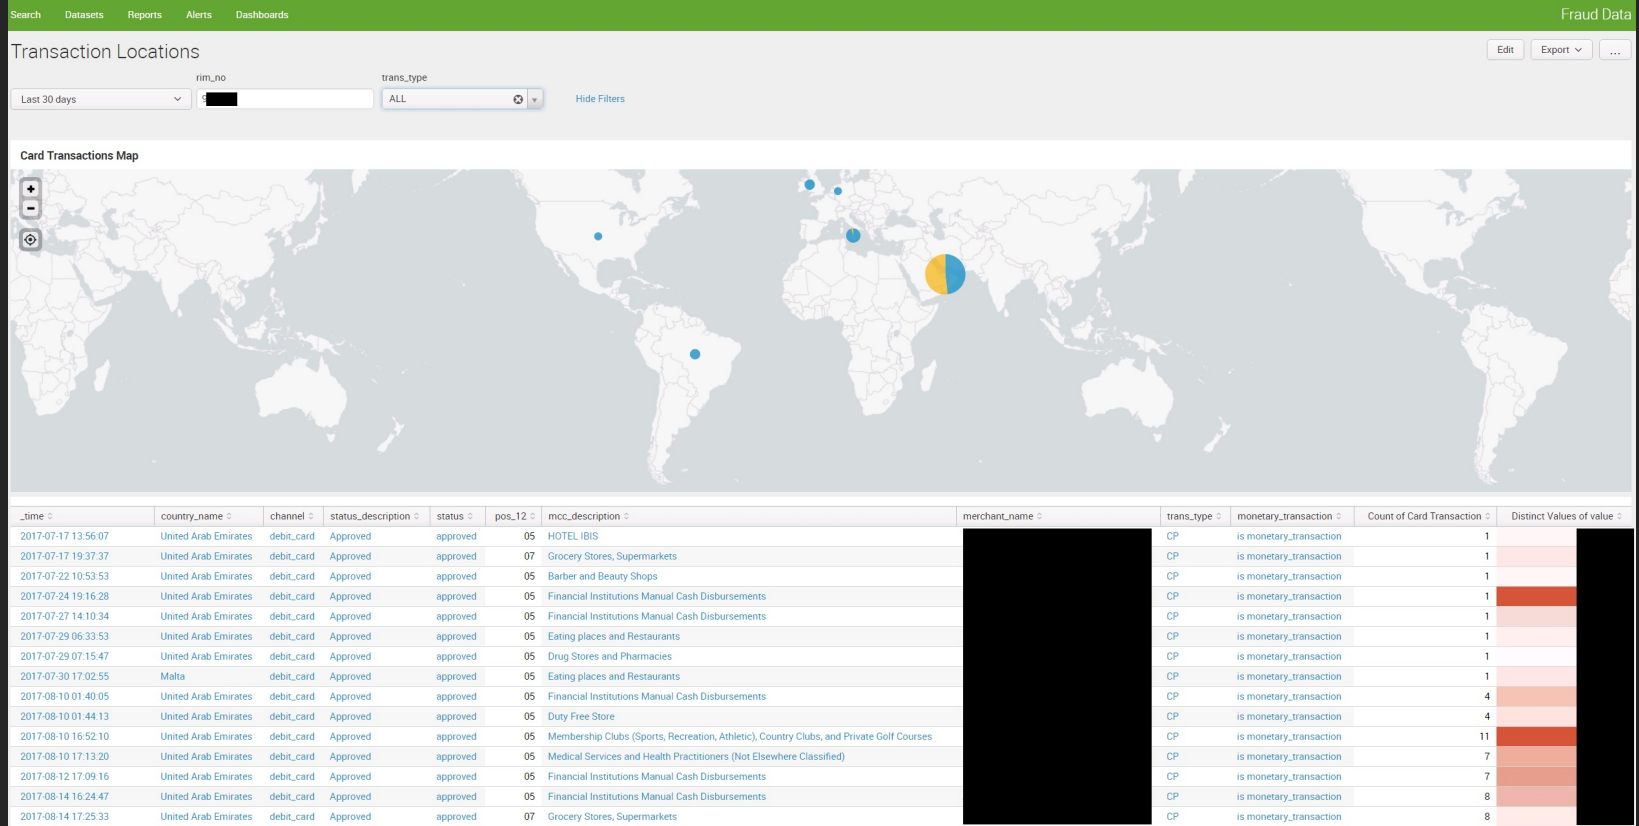 Search Datasets Reports Alerts Dashboards Fraud Data
Transaction Locations
Edit Export ...
rim_no trans_type
Last 30 days 9 ALL Hide Filters
Card Transactions Map
+
−
_time country_name channel status_description status pos_12 mcc_description merchant_name trans_type monetary_transaction Count of Card Transaction Distinct Values of value
2017-07-17 13:56:07 United Arab Emirates debit_card Approved approved 05 HOTEL IBIS CP is monetary_transaction 1
2017-07-17 19:37:37 United Arab Emirates debit_card Approved approved 07 Grocery Stores, Supermarkets CP is monetary_transaction 1
2017-07-22 10:53:53 United Arab Emirates debit_card Approved approved 05 Barber and Beauty Shops CP is monetary_transaction 1
2017-07-24 19:16:28 United Arab Emirates debit_card Approved approved 05 Financial Institutions Manual Cash Disbursements CP is monetary_transaction 1
2017-07-27 14:10:34 United Arab Emirates debit_card Approved approved 05 Financial Institutions Manual Cash Disbursements CP is monetary_transaction 1
2017-07-29 06:33:53 United Arab Emirates debit_card Approved approved 05 Eating places and Restaurants CP is monetary_transaction 1
2017-07-29 07:15:47 United Arab Emirates debit_card Approved approved 05 Drug Stores and Pharmacies CP is monetary_transaction 1
2017-07-30 17:02:55 Malta debit_card Approved approved 05 Eating places and Restaurants CP is monetary_transaction 1
2017-08-10 01:40:05 United Arab Emirates debit_card Approved approved 05 Financial Institutions Manual Cash Disbursements CP is monetary_transaction 4
2017-08-10 01:44:13 United Arab Emirates debit_card Approved approved 05 Duty Free Store CP is monetary_transaction 4
2017-08-10 16:52:10 United Arab Emirates debit_card Approved approved 05 Membership Clubs (Sports, Recreation, Athletic), Country Clubs, and Private Golf Courses CP is monetary_transaction 11
2017-08-10 17:13:20 United Arab Emirates debit_card Approved approved 05 Medical Services and Health Practitioners (Not Elsewhere Classified) CP is monetary_transaction 7
2017-08-12 17:09:16 United Arab Emirates debit_card Approved approved 05 Financial Institutions Manual Cash Disbursements CP is monetary_transaction 7
2017-08-14 16:24:47 United Arab Emirates debit_card Approved approved 05 Financial Institutions Manual Cash Disbursements CP is monetary_transaction 8
2017-08-14 17:25:33 United Arab Emirates debit_card Approved approved 07 Grocery Stores, Supermarkets CP is monetary_transaction 8